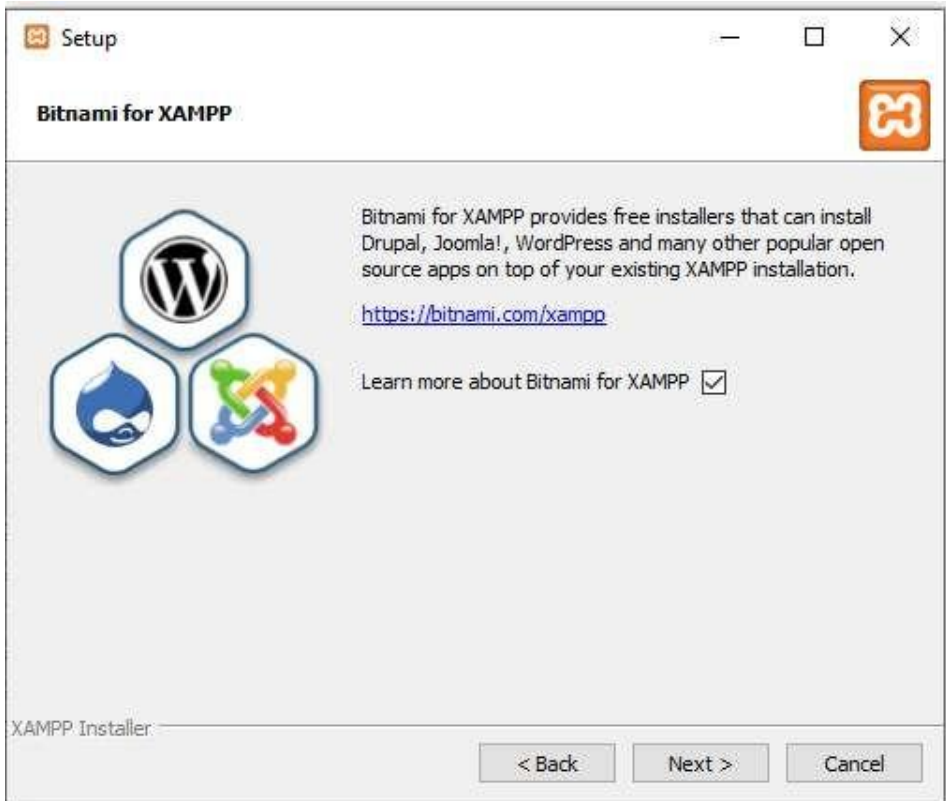 Setup
Bitnami for XAMPP
Bitnami for XAMPP provides free installers that can install
Drupal, Joomla!, WordPress and many other popular open
source apps on top of your existing XAMPP installation.
https://bitnami.com/xampp
Learn more about Bitnami for XAMPP
XAMPP Installer
< Back Next > Cancel